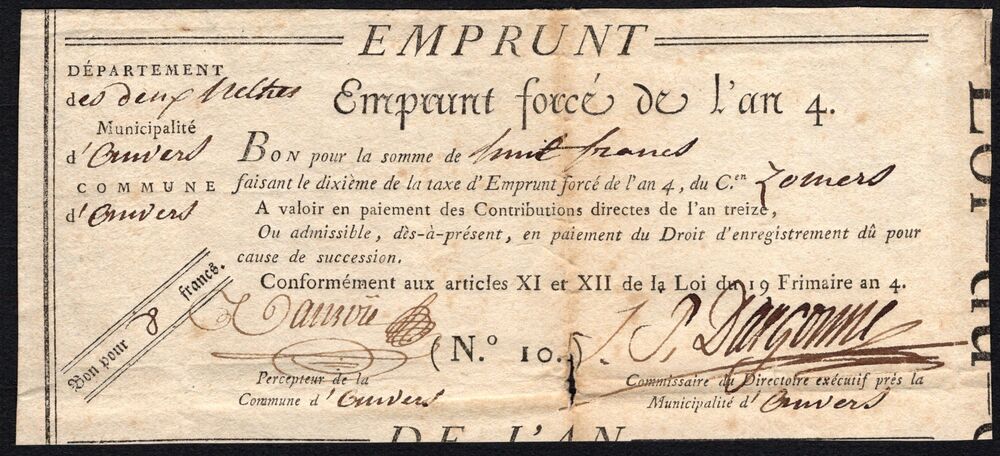 EMPRUNT
DÉPARTEMENT
des deux Nethes
Municipalité
d'Anvers
COMMUNE
d'Anvers
Emprunt forcé de l'an 4.
BON pour la somme de huit francs
faisant le dixième de la taxe d'Emprunt forcé de l'an 4, du C.en Zomers
A valoir en paiement des Contributions directes de l'an treize,
Ou admissible, dès-à-présent, en paiement du Droit d'enregistrement dû pour
cause de succession.
Conformément aux articles XI et XII de la Loi du 19 Frimaire an 4.
Bon pour 8 francs.
(N.º 10.)
J. P. Dargonne
Percepteur de la
Commune d'Anvers
Commissaire du Directoire exécutif près la
Municipalité d'Anvers
DE L'AN